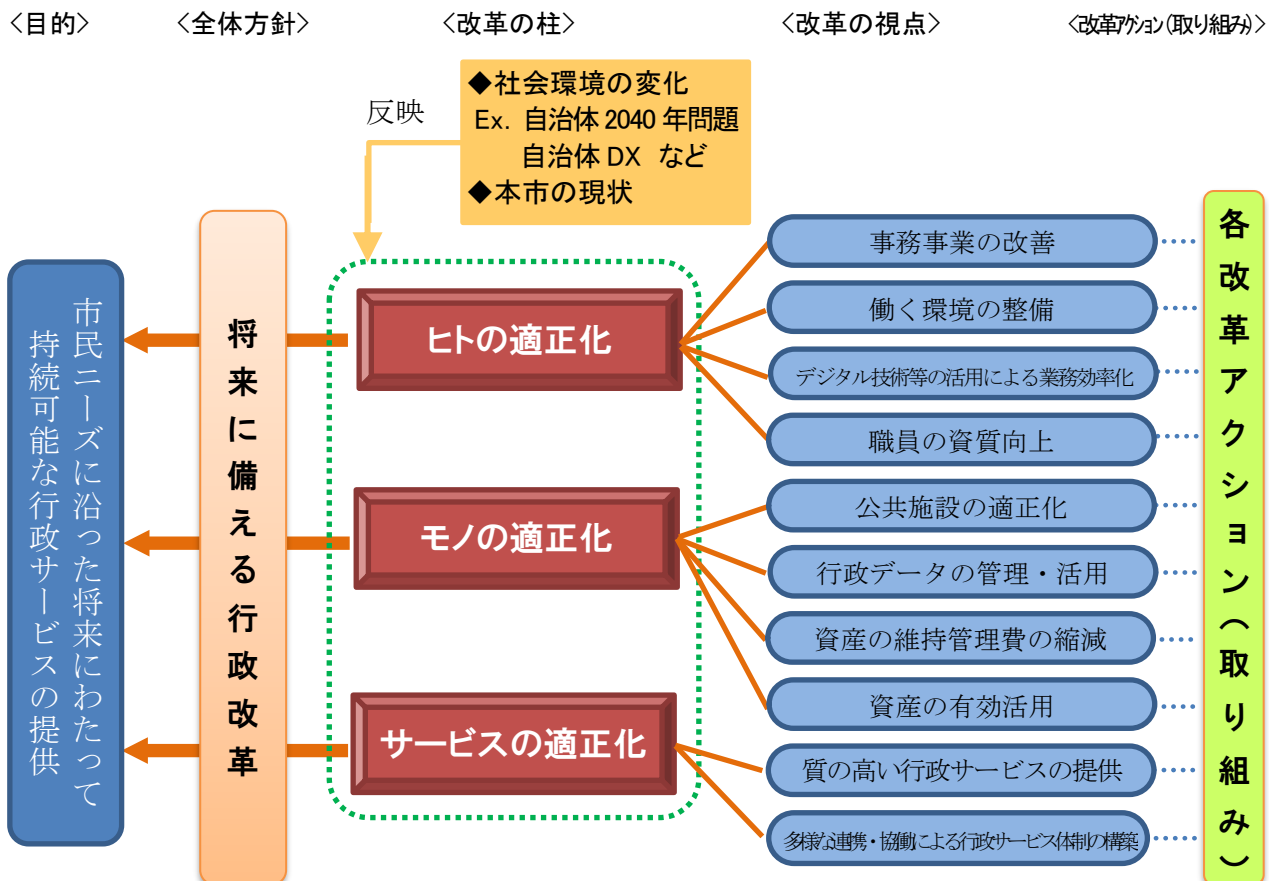 〈目的〉
〈全体方針〉
〈改革の柱〉
〈改革の視点〉
〈改革アクション(取り組み)〉
反映
◆社会環境の変化
Ex. 自治体 2040 年問題
自治体 DX など
◆本市の現状
市民ニーズに沿った将来にわたって
持続可能な行政サービスの提供
将来に備える行政改革
ヒトの適正化
モノの適正化
サービスの適正化
事務事業の改善
働く環境の整備
デジタル技術等の活用による業務効率化
職員の資質向上
公共施設の適正化
行政データの管理・活用
資産の維持管理費の縮減
資産の有効活用
質の高い行政サービスの提供
多様な連携・協働による行政サービス体制の構築
各改革アクション(取り組み)